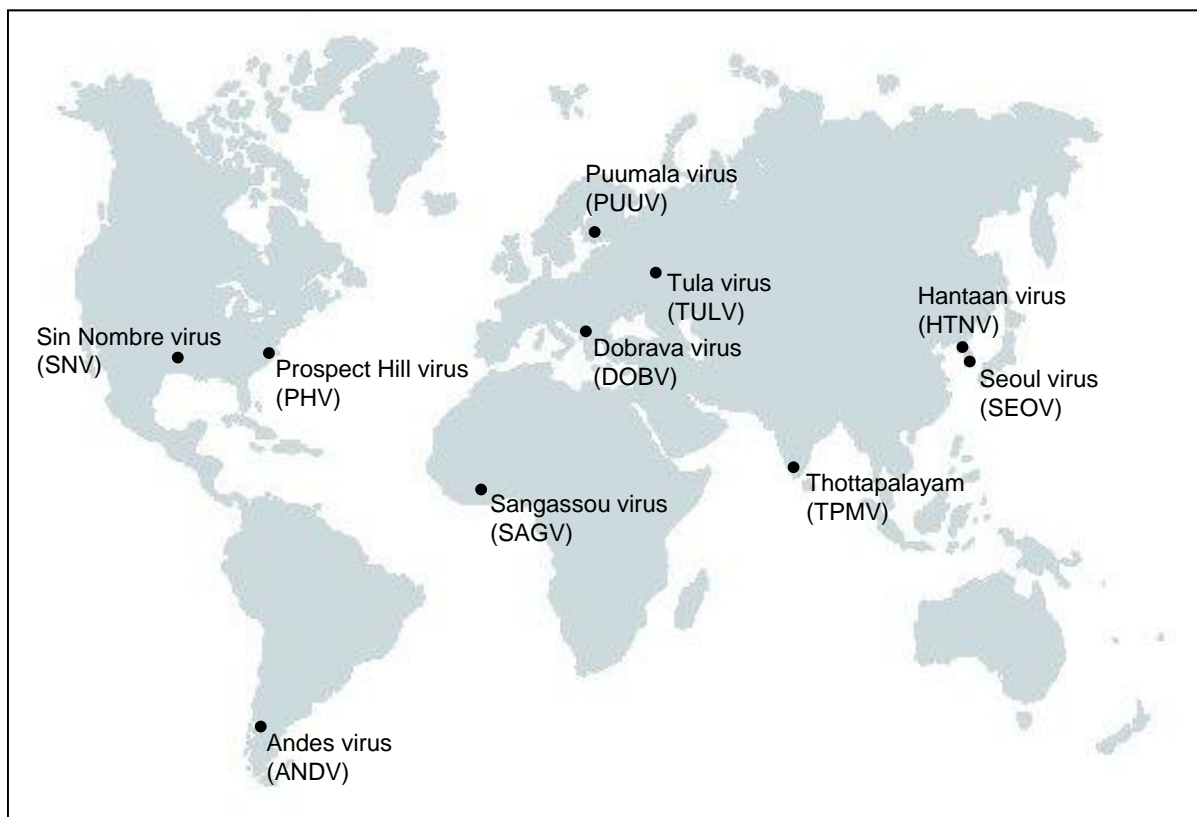 Puumala virus
(PUUV)
Tula virus
(TULV)
Hantaan virus
(HTNV)
Sin Nombre virus
(SNV)
Dobrava virus
(DOBV)
Prospect Hill virus
(PHV)
Seoul virus
(SEOV)
Thottapalayam
(TPMV)
Sangassou virus
(SAGV)
Andes virus
(ANDV)